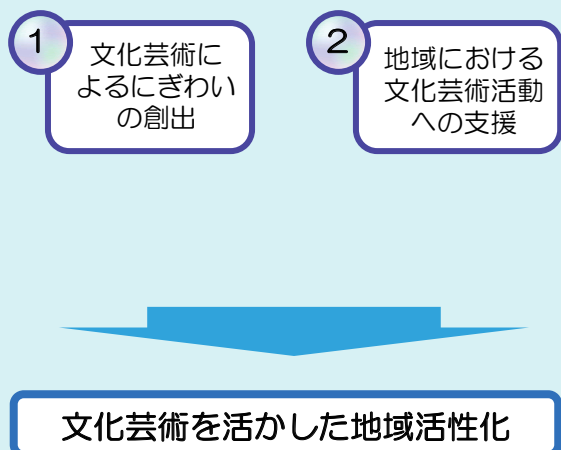 1
文化芸術に
よるにぎわい
の創出
2
地域における
文化芸術活動
への支援
文化芸術を活かした地域活性化